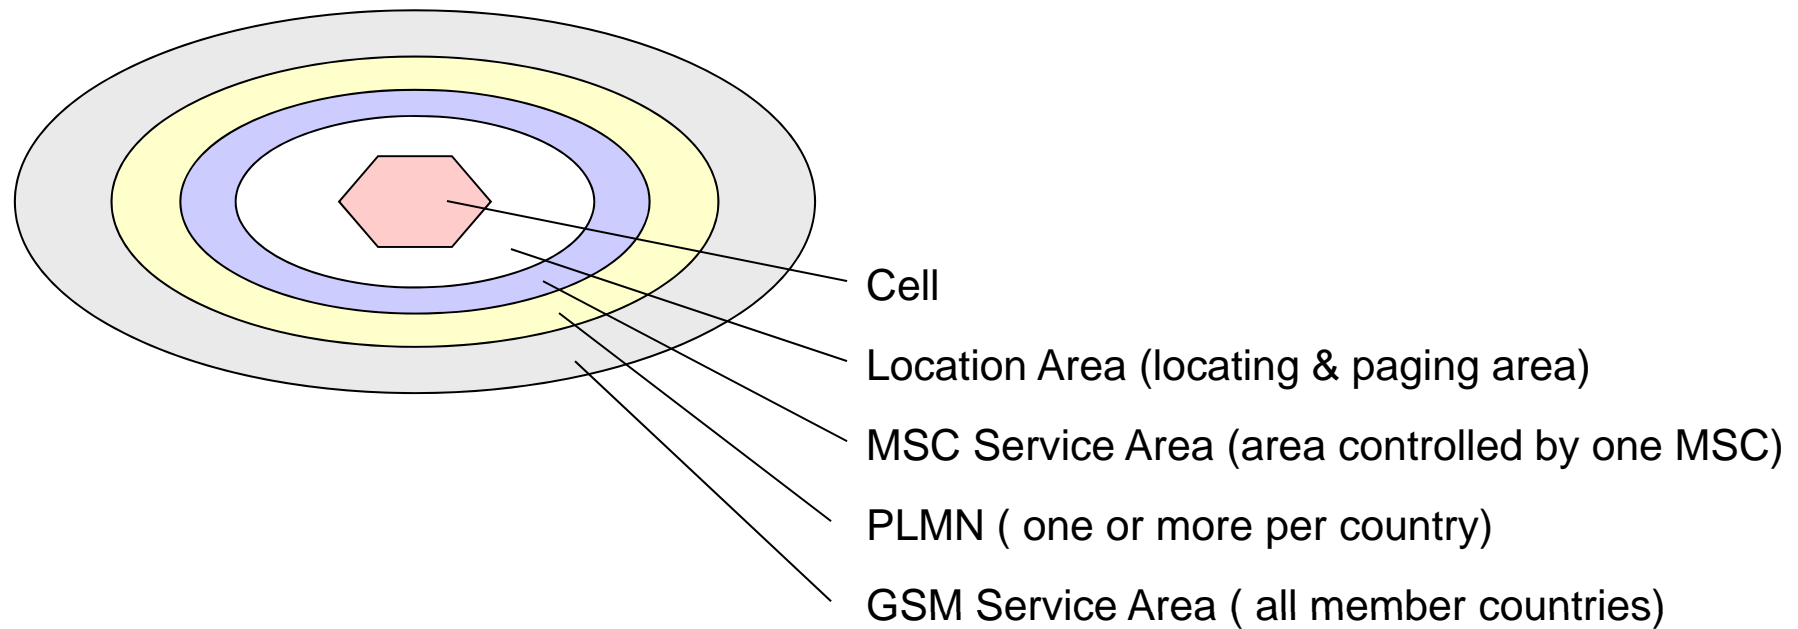 Cell
Location Area (locating & paging area)
MSC Service Area (area controlled by one MSC)
PLMN ( one or more per country)
GSM Service Area ( all member countries)